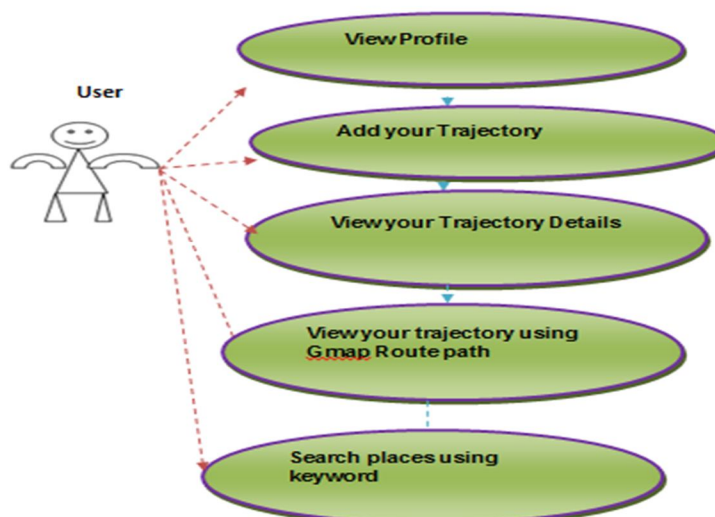 User
View Profile
Add your Trajectory
View your Trajectory Details
View your trajectory using
Gmap Route path
Search places using
keyword